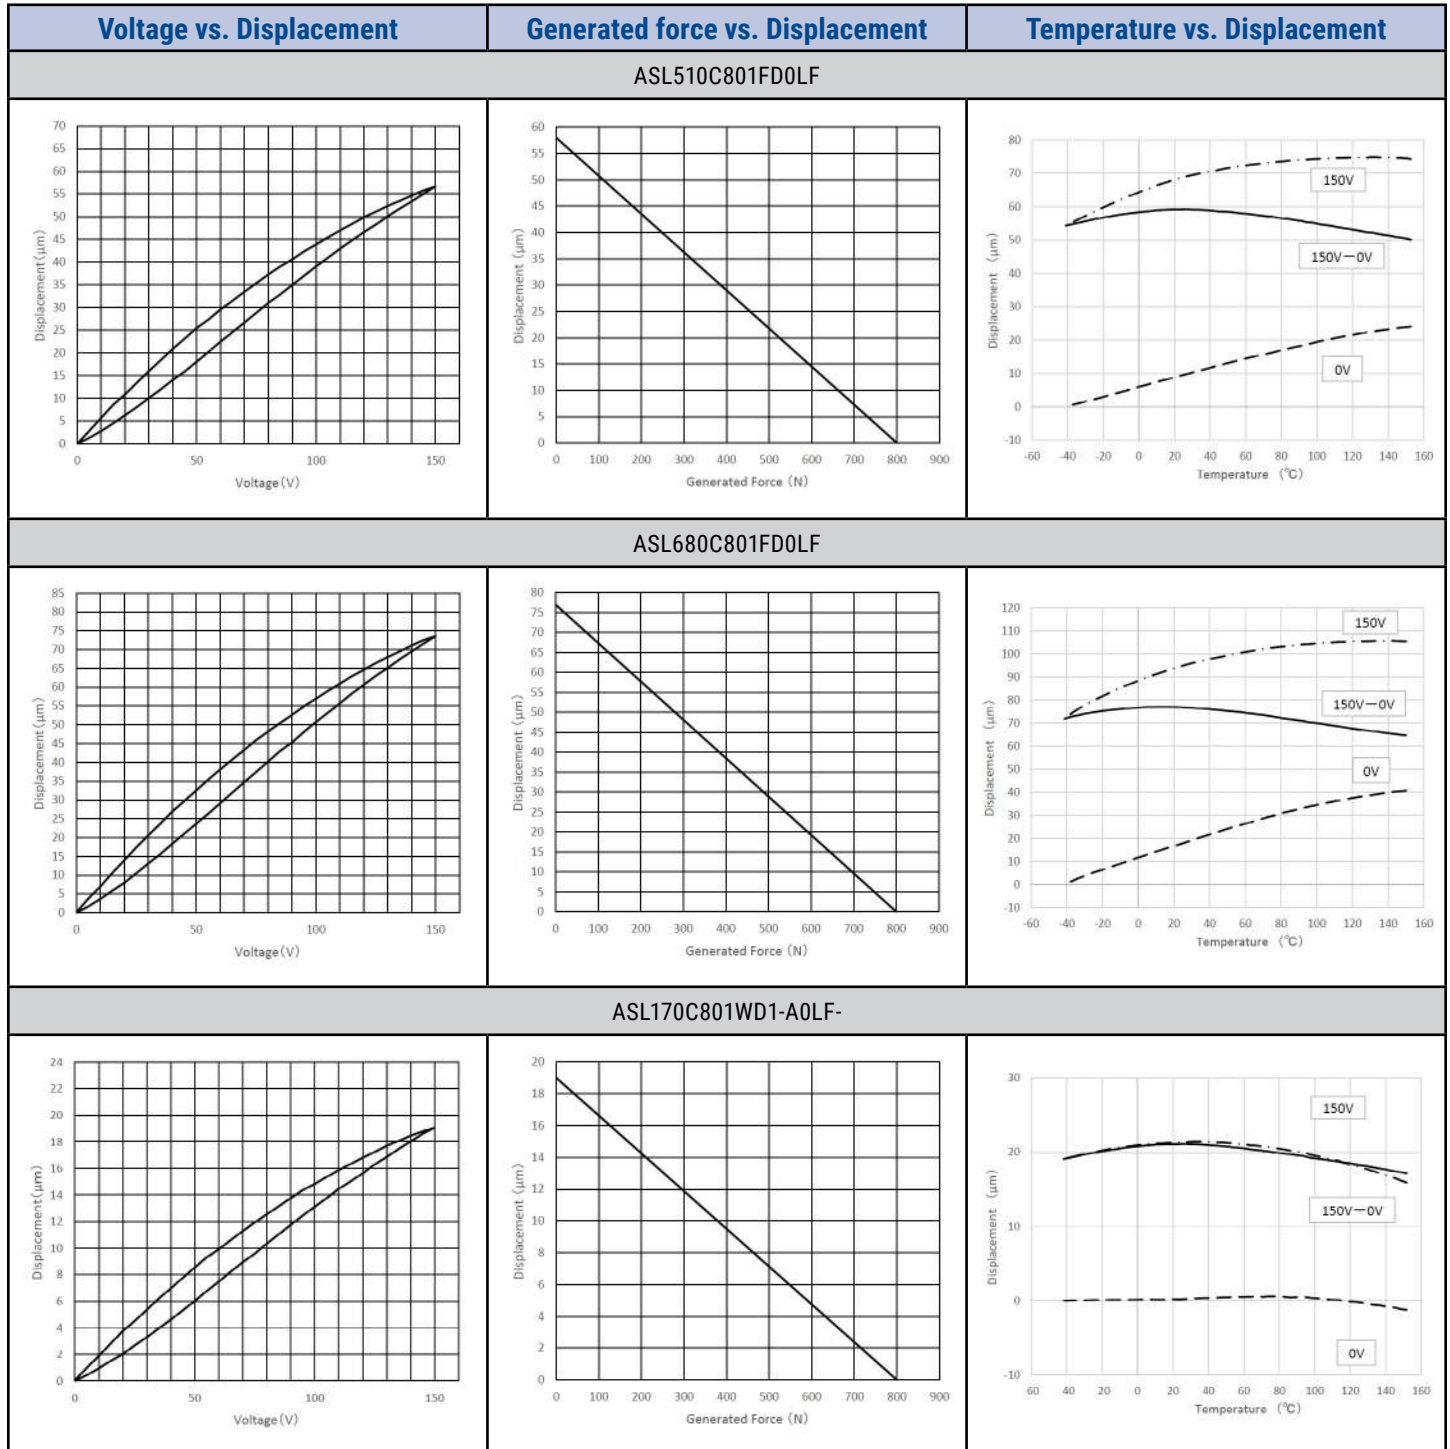 Voltage vs. Displacement
Generated force vs. Displacement
Temperature vs. Displacement
ASL510C801FD0LF
70
65
60
55
50
45
40
35
30
25
20
15
10
5
0
Displacement(μm)
0 50 100 150
Voltage(V)
60
55
50
45
40
35
30
25
20
15
10
5
0
Displacement (μm)
0 100 200 300 400 500 600 700 800 900
Generated Force (N)
80
70
60
50
40
30
20
10
0
-10
Displacement (μm)
150V
150V－0V
0V
-60 -40 -20 0 20 40 60 80 100 120 140 160
Temperature (℃)
ASL680C801FD0LF
85
80
75
70
65
60
55
50
45
40
35
30
25
20
15
10
5
0
Displacement(μm)
0 50 100 150
Voltage(V)
80
75
70
65
60
55
50
45
40
35
30
25
20
15
10
5
0
Displacement (μm)
0 100 200 300 400 500 600 700 800 900
Generated Force (N)
120
110
100
90
80
70
60
50
40
30
20
10
0
-10
Displacement (μm)
150V
150V－0V
0V
-60 -40 -20 0 20 40 60 80 100 120 140 160
Temperature (℃)
ASL170C801WD1-A0LF-
24
22
20
18
16
14
12
10
8
6
4
2
0
Displacement(μm)
0 50 100 150
Voltage(V)
20
18
16
14
12
10
8
6
4
2
0
Displacement (μm)
0 100 200 300 400 500 600 700 800 900
Generated Force (N)
30
20
10
0
-10
Displacement (μm)
150V
150V－0V
0V
60 40 20 0 20 40 60 80 100 120 140 160
Temperature (℃)